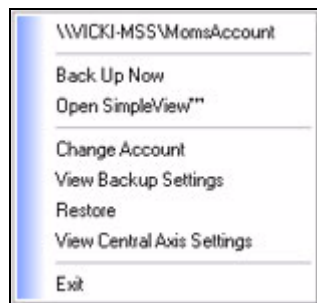 \\VICKI-MSS\MomsAccount
Back Up Now
Open SimpleView™
Change Account
View Backup Settings
Restore
View Central Axis Settings
Exit